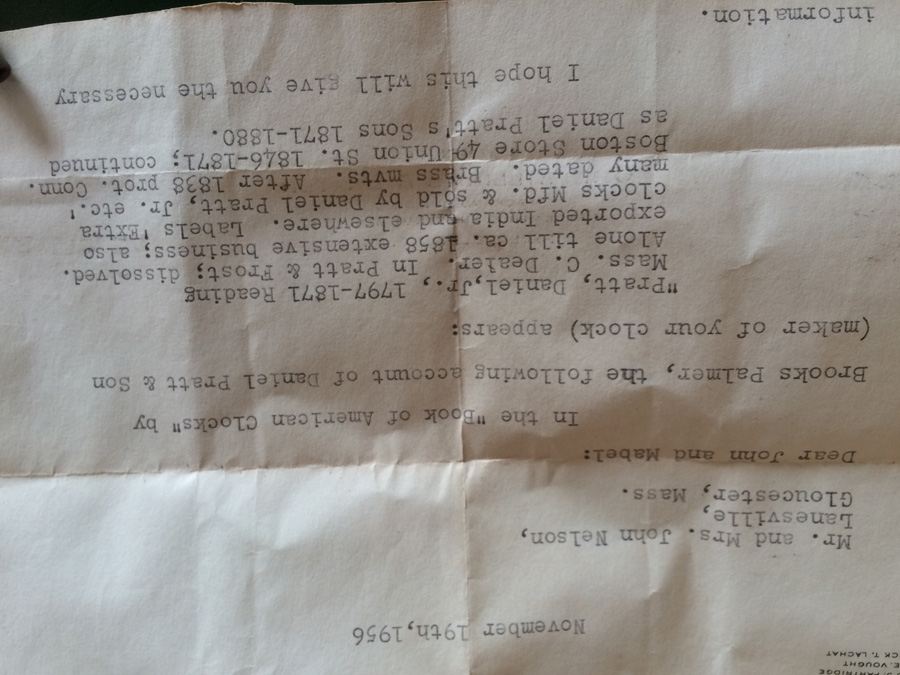 PARTRIDGE
E. VOUGHT
T. LACHAT
November 19th,1956
Mr. and Mrs. John Nelson,
Lanesville,
Gloucester, Mass.
Dear John and Mabel:
In the "Book of American Clocks" by
Brooks Palmer, the following account of Daniel Pratt & Son
(maker of your clock) appears:
"Pratt, Daniel,Jr., 1797-1871 Reading
Mass. C. Dealer. In Pratt & Frost; dissolved.
Alone till ca. 1858 extensive business; also
exported India and elsewhere. Labels 'Extra
clocks Mfd. & sold by Daniel Pratt, Jr. etc.'
many dated. Brass mvts. After 1838 prot. Conn.
Boston Store 49 Union St. 1846-1871; continued
as Daniel Pratt's Sons 1871-1880.
I hope this will give you the necessary
information.